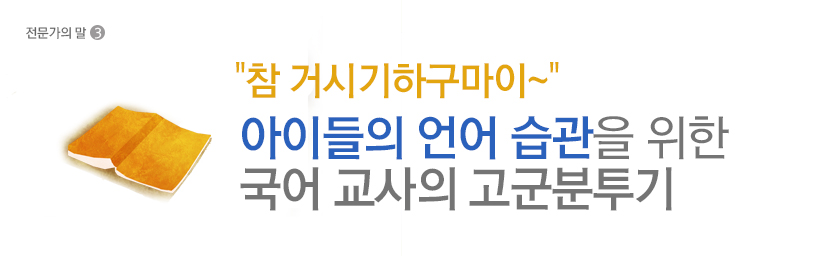 전문가의 말 3
"참 거시기하구마이~"
아이들의 언어 습관을 위한
국어 교사의 고군분투기